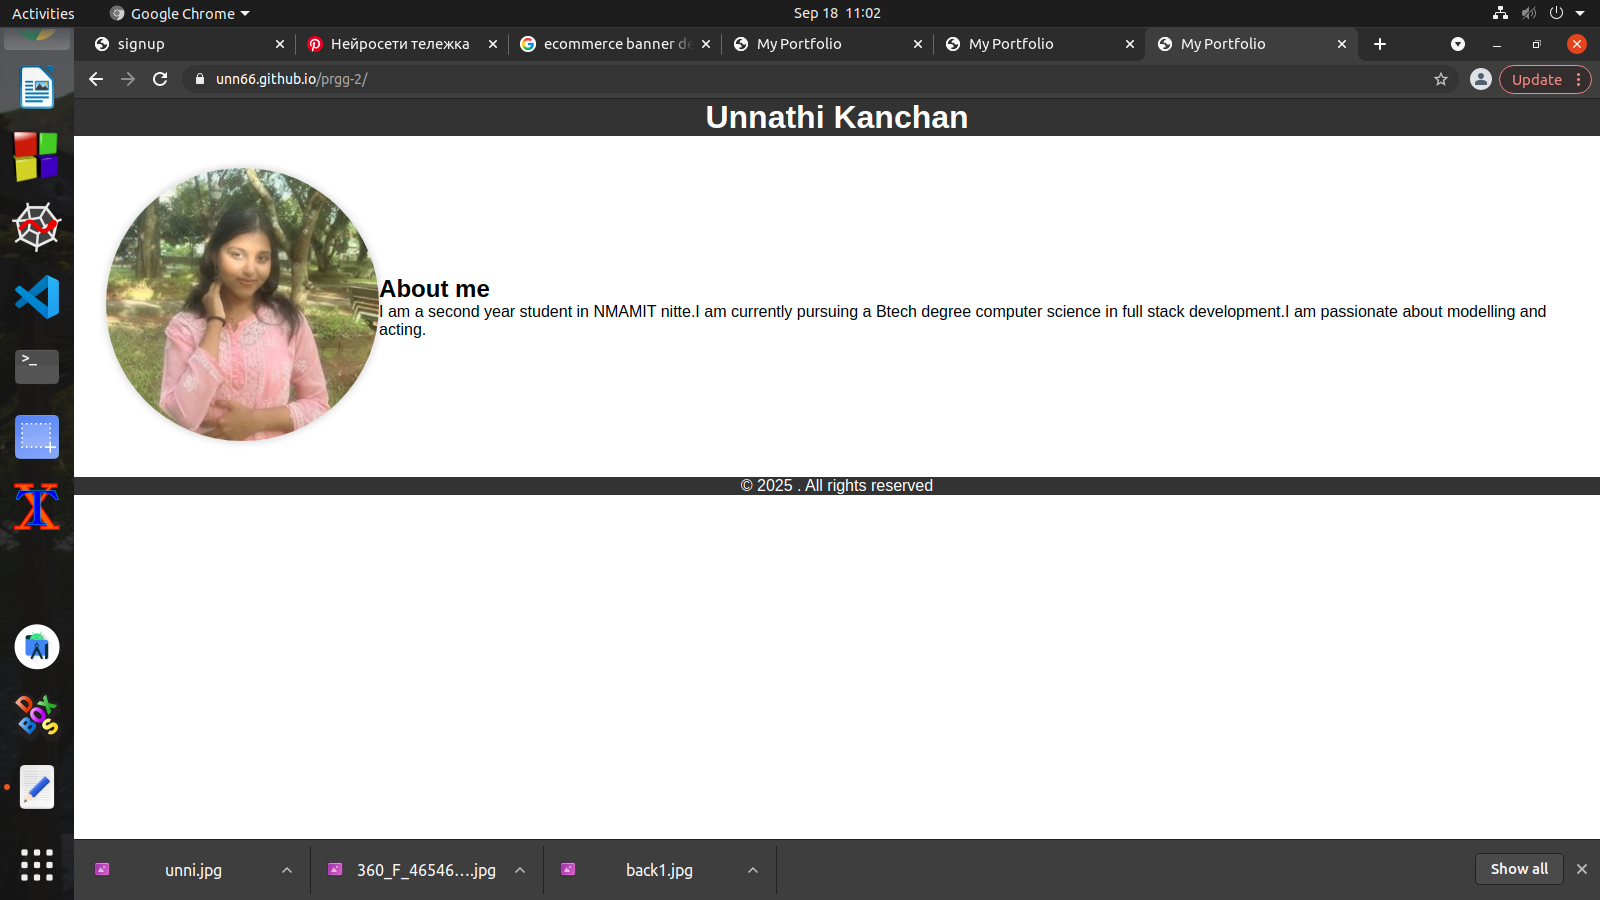 Activities
Google Chrome
Sep 18 11:02
signup
Нейросети тележка
ecommerce banner de
My Portfolio
My Portfolio
My Portfolio
unn66.github.io/prgg-2/
Update
Unnathi Kanchan
About me
I am a second year student in NMAMIT nitte.I am currently pursuing a Btech degree computer science in full stack development.I am passionate about modelling and
acting.
© 2025 . All rights reserved
unni.jpg
360_F_46546....jpg
back1.jpg
Show all